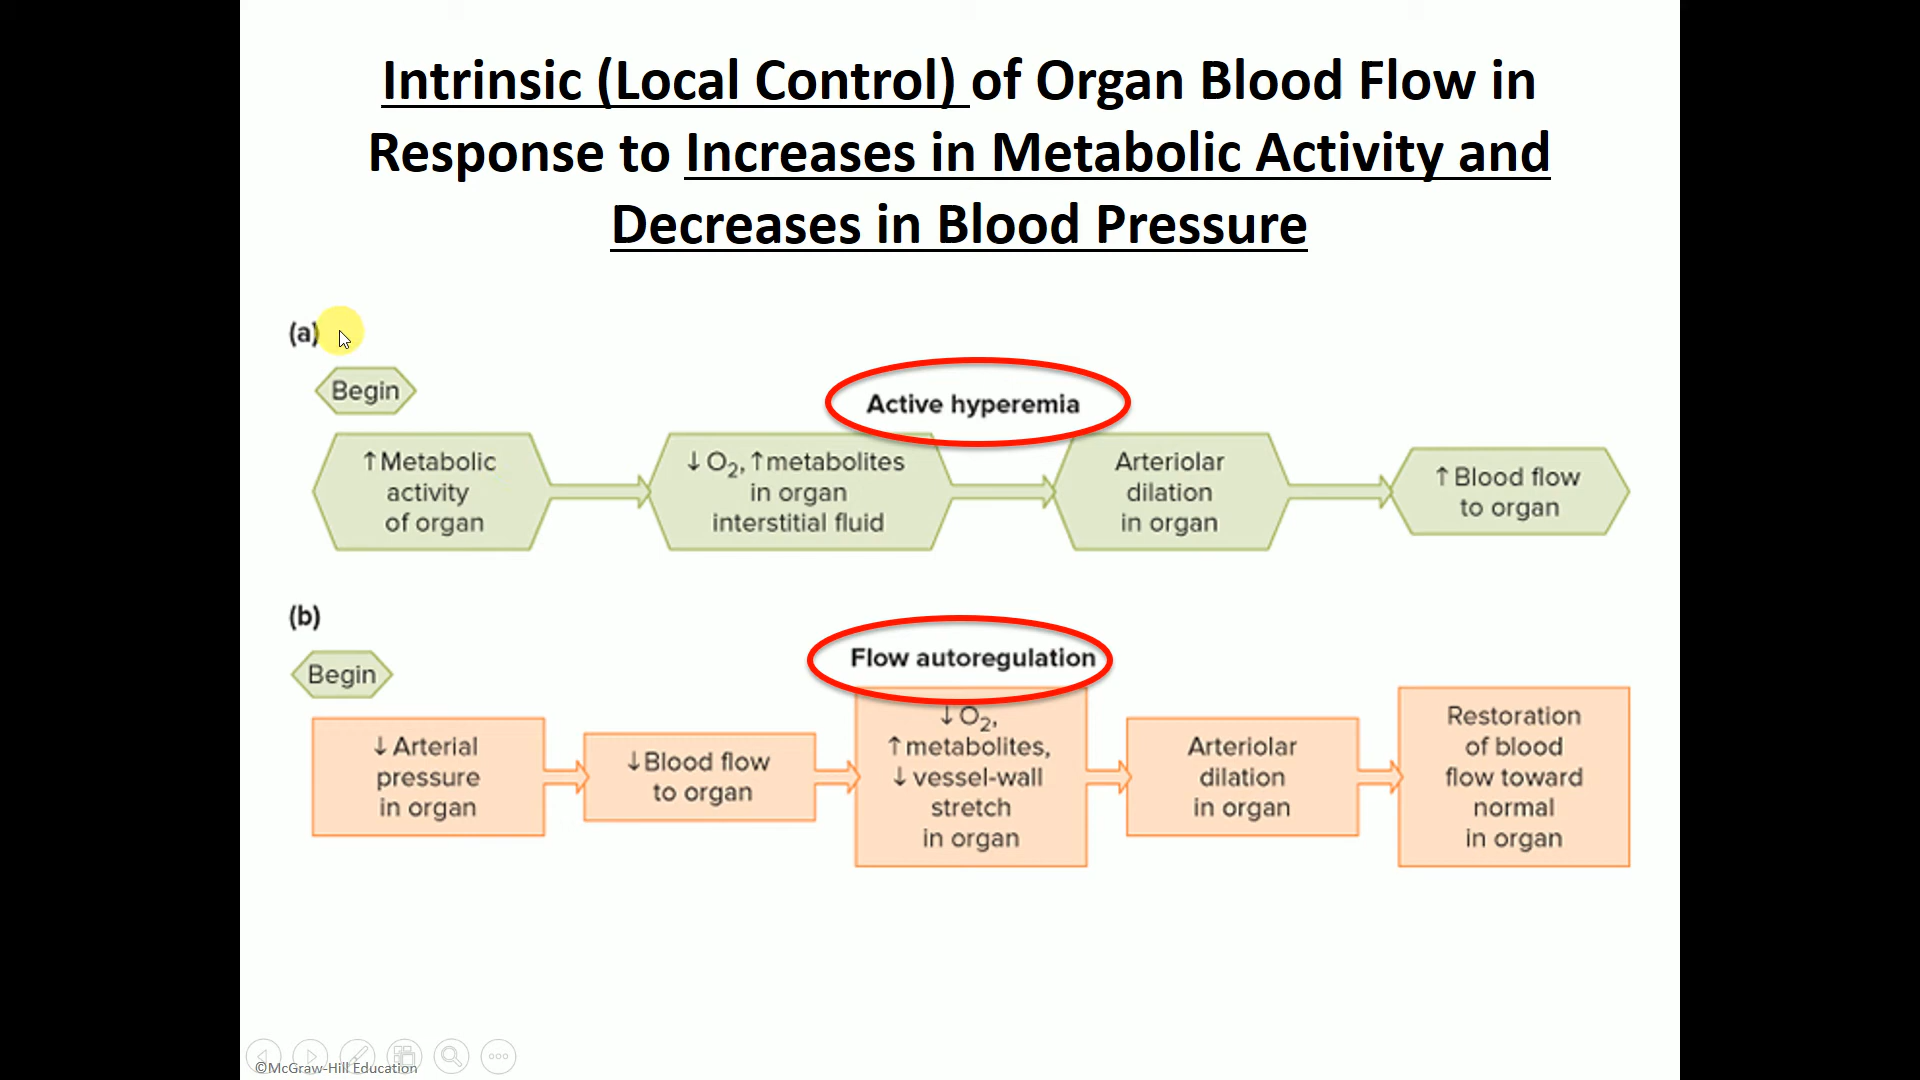 Intrinsic (Local Control) of Organ Blood Flow in
Response to Increases in Metabolic Activity and
Decreases in Blood Pressure
(a)
Begin
Active hyperemia
↑Metabolic
activity
of organ
↓O₂, ↑metabolites
in organ
interstitial fluid
Arteriolar
dilation
in organ
↑Blood flow
to organ
(b)
Begin
Flow autoregulation
↓Arterial
pressure
in organ
↓Blood flow
to organ
↓O₂,
↑metabolites,
↓vessel-wall
stretch
in organ
Arteriolar
dilation
in organ
Restoration
of blood
flow toward
normal
in organ
©McGraw-Hill Education